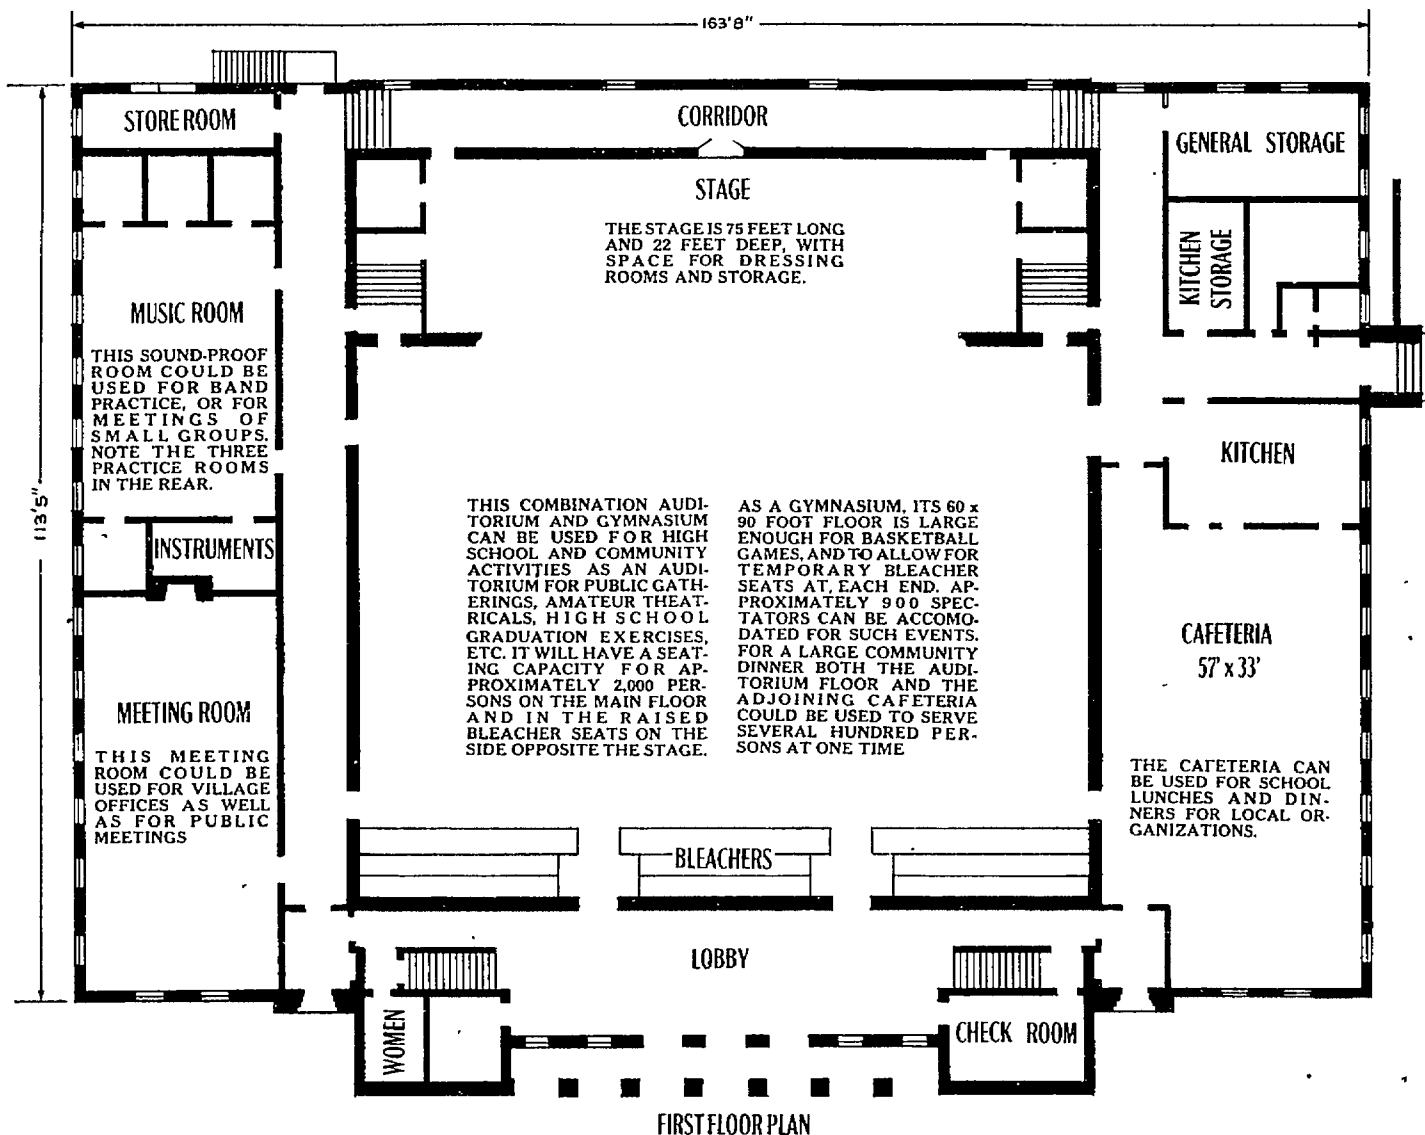 163'8"
STORE ROOM
CORRIDOR
GENERAL STORAGE
STAGE
THE STAGE IS 75 FEET LONG
AND 22 FEET DEEP, WITH
SPACE FOR DRESSING
ROOMS AND STORAGE.
KITCHEN
STORAGE
MUSIC ROOM
THIS SOUND-PROOF
ROOM COULD BE
USED FOR BAND
PRACTICE, OR FOR
MEETINGS OF
SMALL GROUPS.
NOTE THE THREE
PRACTICE ROOMS
IN THE REAR.
113'5"
KITCHEN
INSTRUMENTS
THIS COMBINATION AUDI-
TORIUM AND GYMNASIUM
CAN BE USED FOR HIGH
SCHOOL AND COMMUNITY
ACTIVITIES AS AN AUDI-
TORIUM FOR PUBLIC GATH-
ERINGS, AMATEUR THEAT-
RICALS, HIGH SCHOOL
GRADUATION EXERCISES,
ETC. IT WILL HAVE A SEAT-
ING CAPACITY FOR AP-
PROXIMATELY 2,000 PER-
SONS ON THE MAIN FLOOR
AND IN THE RAISED
BLEACHER SEATS ON THE
SIDE OPPOSITE THE STAGE.
AS A GYMNASIUM, ITS 60 x
90 FOOT FLOOR IS LARGE
ENOUGH FOR BASKETBALL
GAMES, AND TO ALLOW FOR
TEMPORARY BLEACHER
SEATS AT EACH END. AP-
PROXIMATELY 900 SPEC-
TATORS CAN BE ACCOMO-
DATED FOR SUCH EVENTS.
FOR A LARGE COMMUNITY
DINNER BOTH THE AUDI-
TORIUM FLOOR AND THE
ADJOINING CAFETERIA
COULD BE USED TO SERVE
SEVERAL HUNDRED PER-
SONS AT ONE TIME
CAFETERIA
57' x 33'
THE CAFETERIA CAN
BE USED FOR SCHOOL
LUNCHES AND DIN-
NERS FOR LOCAL OR-
GANIZATIONS.
MEETING ROOM
THIS MEETING
ROOM COULD BE
USED FOR VILLAGE
OFFICES AS WELL
AS FOR PUBLIC
MEETINGS
BLEACHERS
LOBBY
WOMEN
CHECK ROOM
FIRST FLOOR PLAN